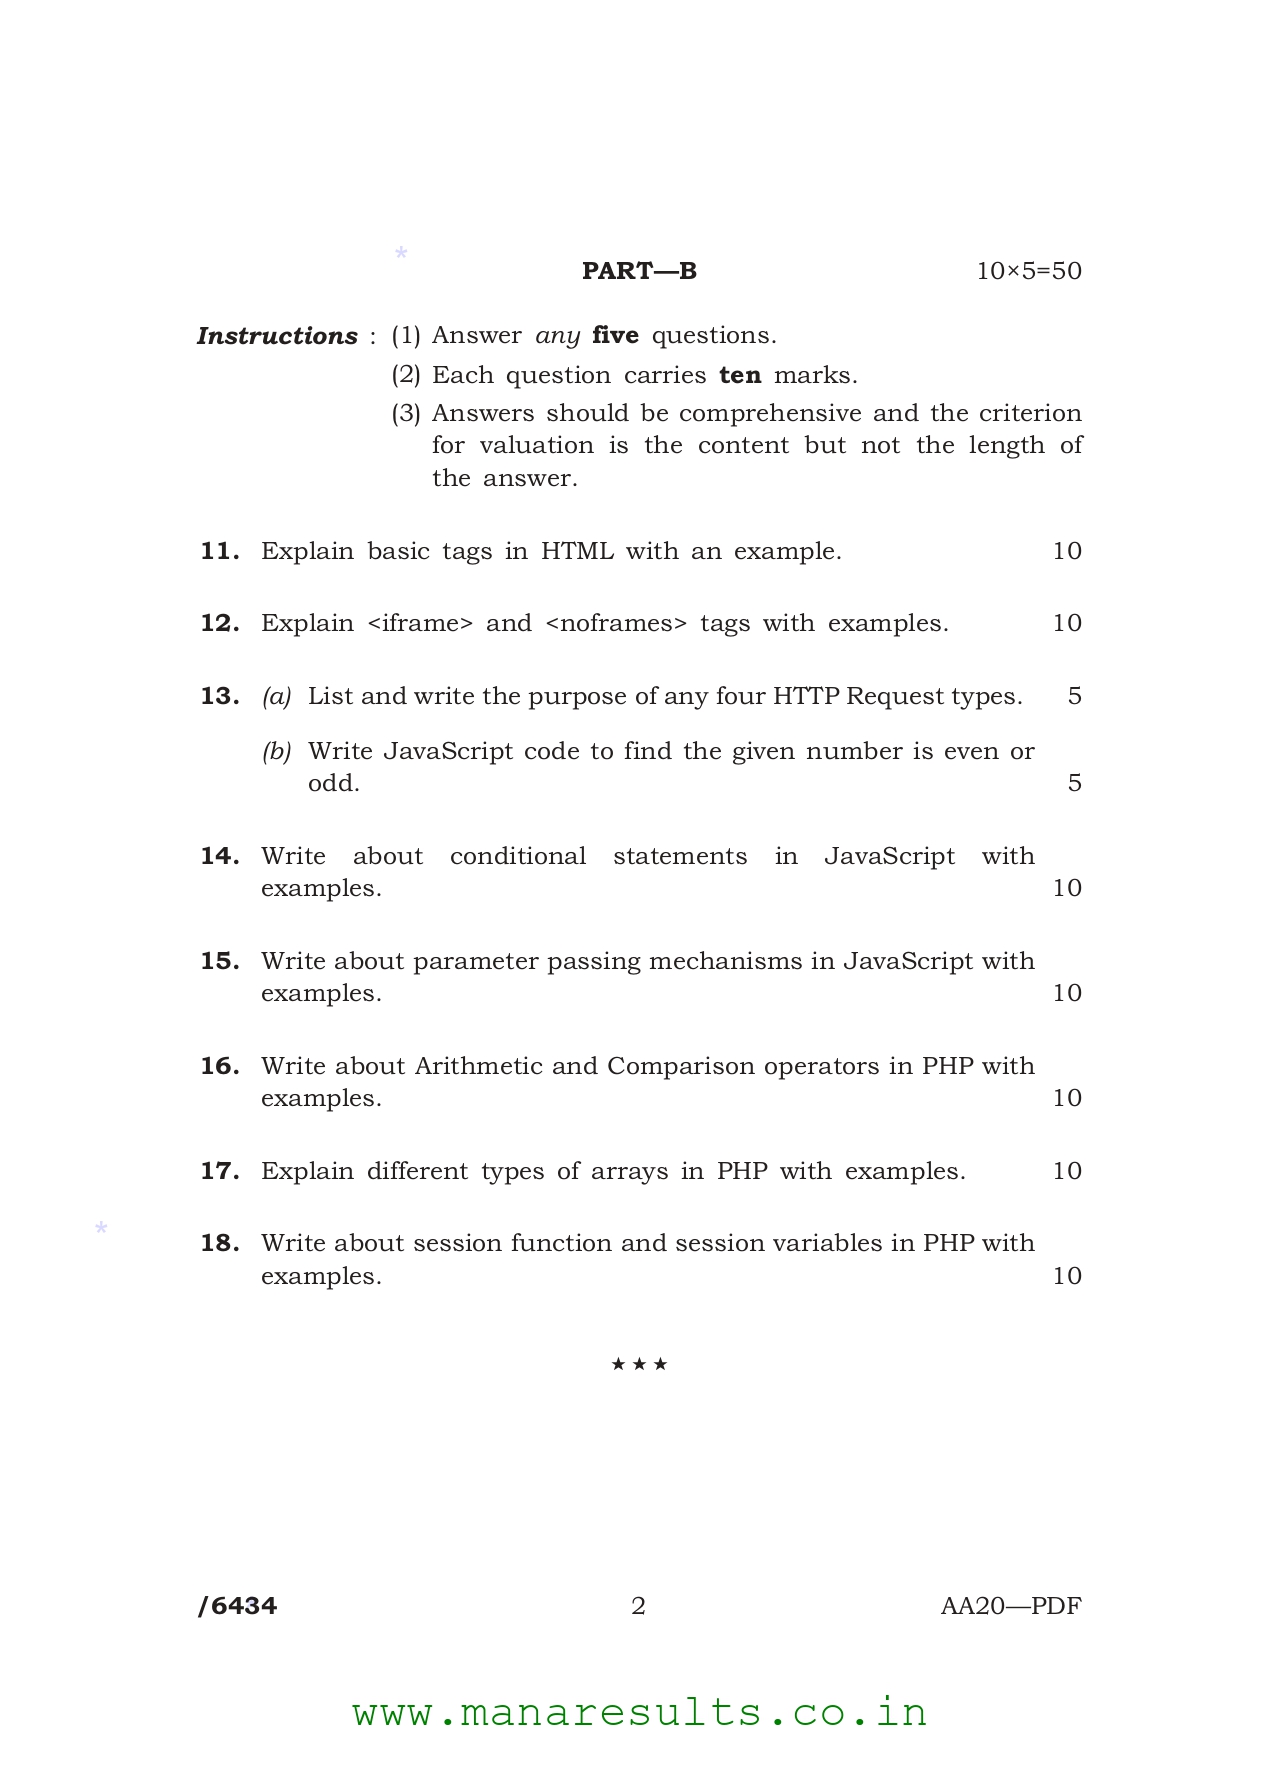 *
PART—B 10×5=50
Instructions : (1) Answer any five questions.
(2) Each question carries ten marks.
(3) Answers should be comprehensive and the criterion
for valuation is the content but not the length of
the answer.
11. Explain basic tags in HTML with an example. 10
12. Explain <iframe> and <noframes> tags with examples. 10
13. (a) List and write the purpose of any four HTTP Request types. 5
(b) Write JavaScript code to find the given number is even or
odd. 5
14. Write about conditional statements in JavaScript with
examples. 10
15. Write about parameter passing mechanisms in JavaScript with
examples. 10
16. Write about Arithmetic and Comparison operators in PHP with
examples. 10
17. Explain different types of arrays in PHP with examples. 10
*
18. Write about session function and session variables in PHP with
examples. 10
★ ★ ★
/6434 2 AA20—PDF
www.manaresults.co.in